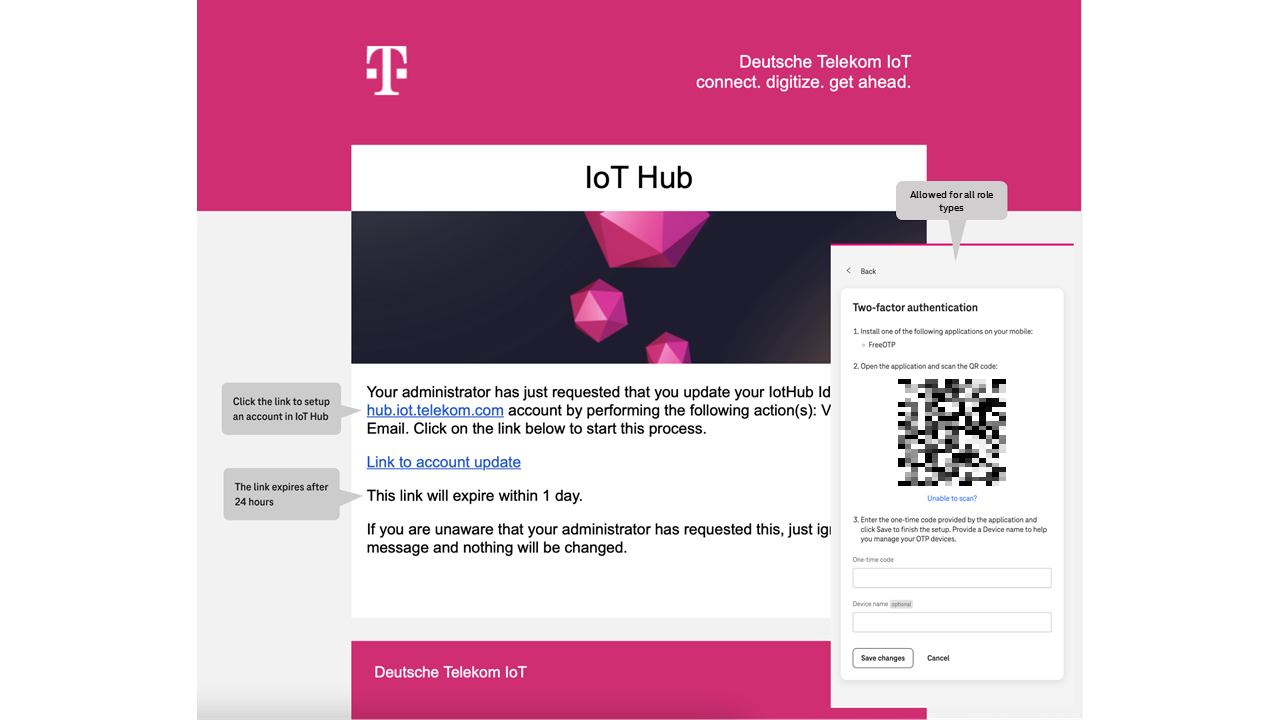 T
Deutsche Telekom IoT
connect. digitize. get ahead.
IoT Hub
Allowed for all role
types
Click the link to setup
an account in IoT Hub
The link expires after
24 hours
Your administrator has just requested that you update your IotHub Id
hub.iot.telekom.com account by performing the following action(s): V
Email. Click on the link below to start this process.
Link to account update
This link will expire within 1 day.
If you are unaware that your administrator has requested this, just ig
message and nothing will be changed.
Deutsche Telekom IoT
Back
Two-factor authentication
1. Install one of the following applications on your mobile:
FreeOTP
2. Open the application and scan the QR code:
Unable to scan?
3. Enter the one-time code provided by the application and
click Save to finish the setup. Provide a Device name to help
you manage your OTP devices.
One-time code
Device name optional
Save changes Cancel